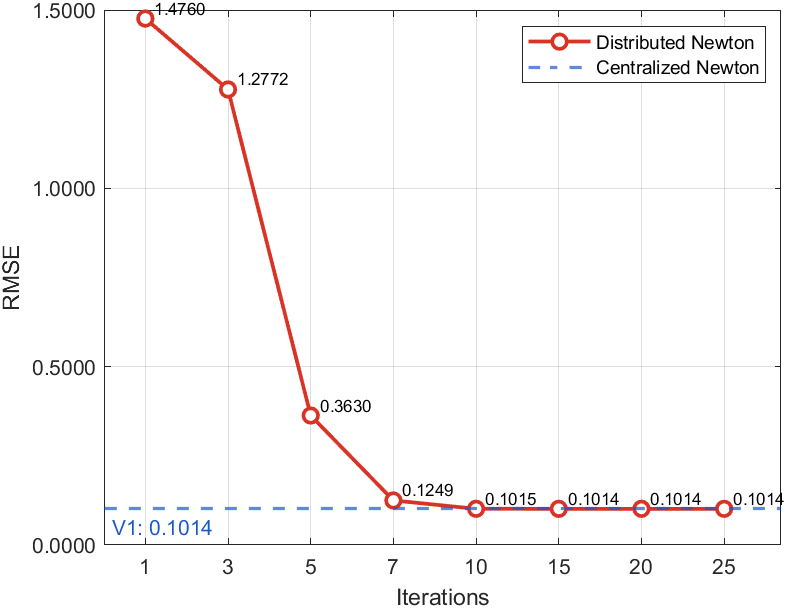 1.5000
1.0000
0.5000
0.0000
RMSE
1.4760
1.2772
0.3630
0.1249
0.1015
0.1014
0.1014
0.1014
Distributed Newton
Centralized Newton
V1: 0.1014
1 3 5 7 10 15 20 25
Iterations